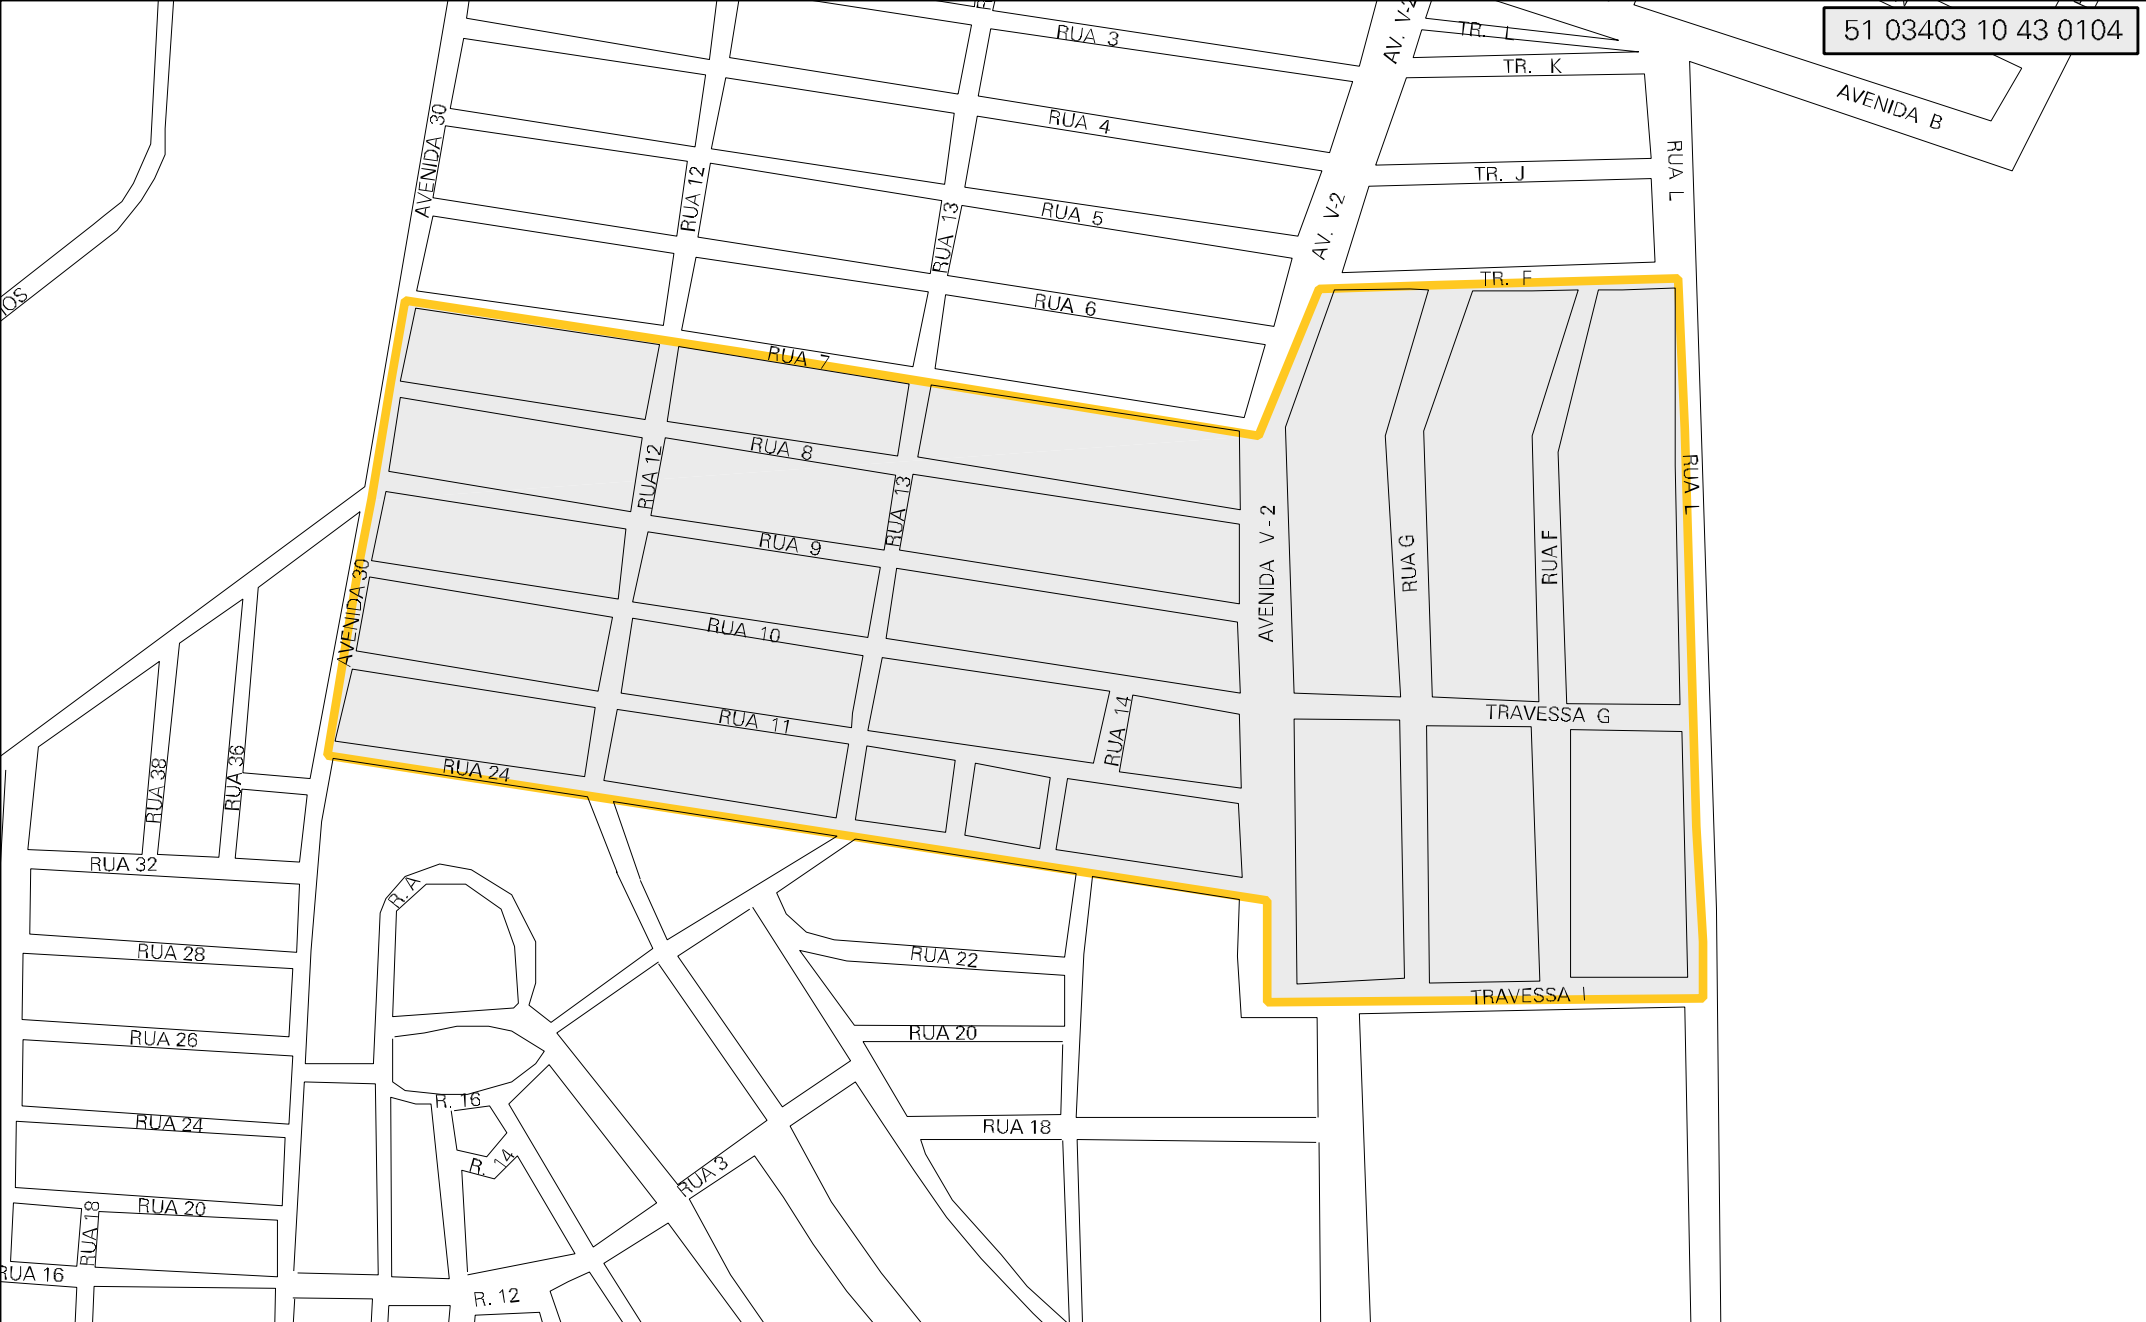 51 03403 10 43 0104
RUA 3
AV. V-2
TR. L
TR. K
AVENIDA B
AVENIDA 30
RUA 4
RUA L
RUA 12
TR. J
RUA 13
RUA 5
AV. V-2
TR. F
IOS
RUA 6
RUA 7
RUA 8
RUA 12
RUA 13
RUA L
RUA 9
AVENIDA V-2
RUA G
RUA F
AVENIDA 30
RUA 10
RUA 11
RUA 14
TRAVESSA G
RUA 24
RUA 38
RUA 36
RUA 32
R. A
RUA 28
RUA 22
TRAVESSA I
RUA 26
RUA 20
R. 16
RUA 24
RUA 18
R. 14
RUA 3
RUA 20
RUA 18
RUA 16
R. 12